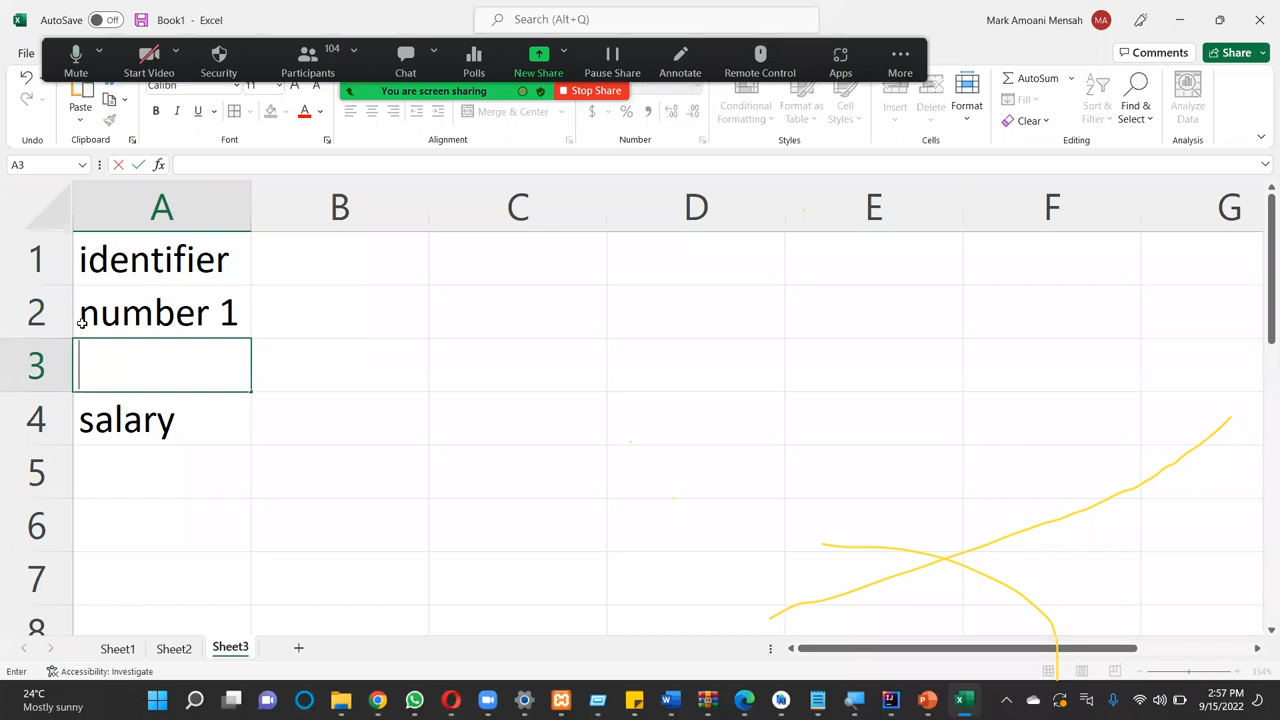 AutoSave Off Book1 - Excel Search (Alt+Q) Mark Amoani Mensah MA
File Comments Share
Mute Start Video Security Participants 104 Chat Polls New Share Pause Share Annotate Remote Control Apps More
You are screen sharing Stop Share
Paste Calibri 11 A A
B I U A Merge & Center $ % Conditional Formatting Format as Table Cell Styles Insert Delete Format AutoSum Fill Clear Sort & Filter Find & Select Analyze Data
Undo Clipboard Font Alignment Number Styles Cells Editing Analysis
A3 fx
A B C D E F G
1 identifier
2 number 1
3
4 salary
5
6
7
8
Sheet1 Sheet2 Sheet3
Enter Accessibility: Investigate 334%
24°C 2:57 PM
Mostly sunny 9/15/2022